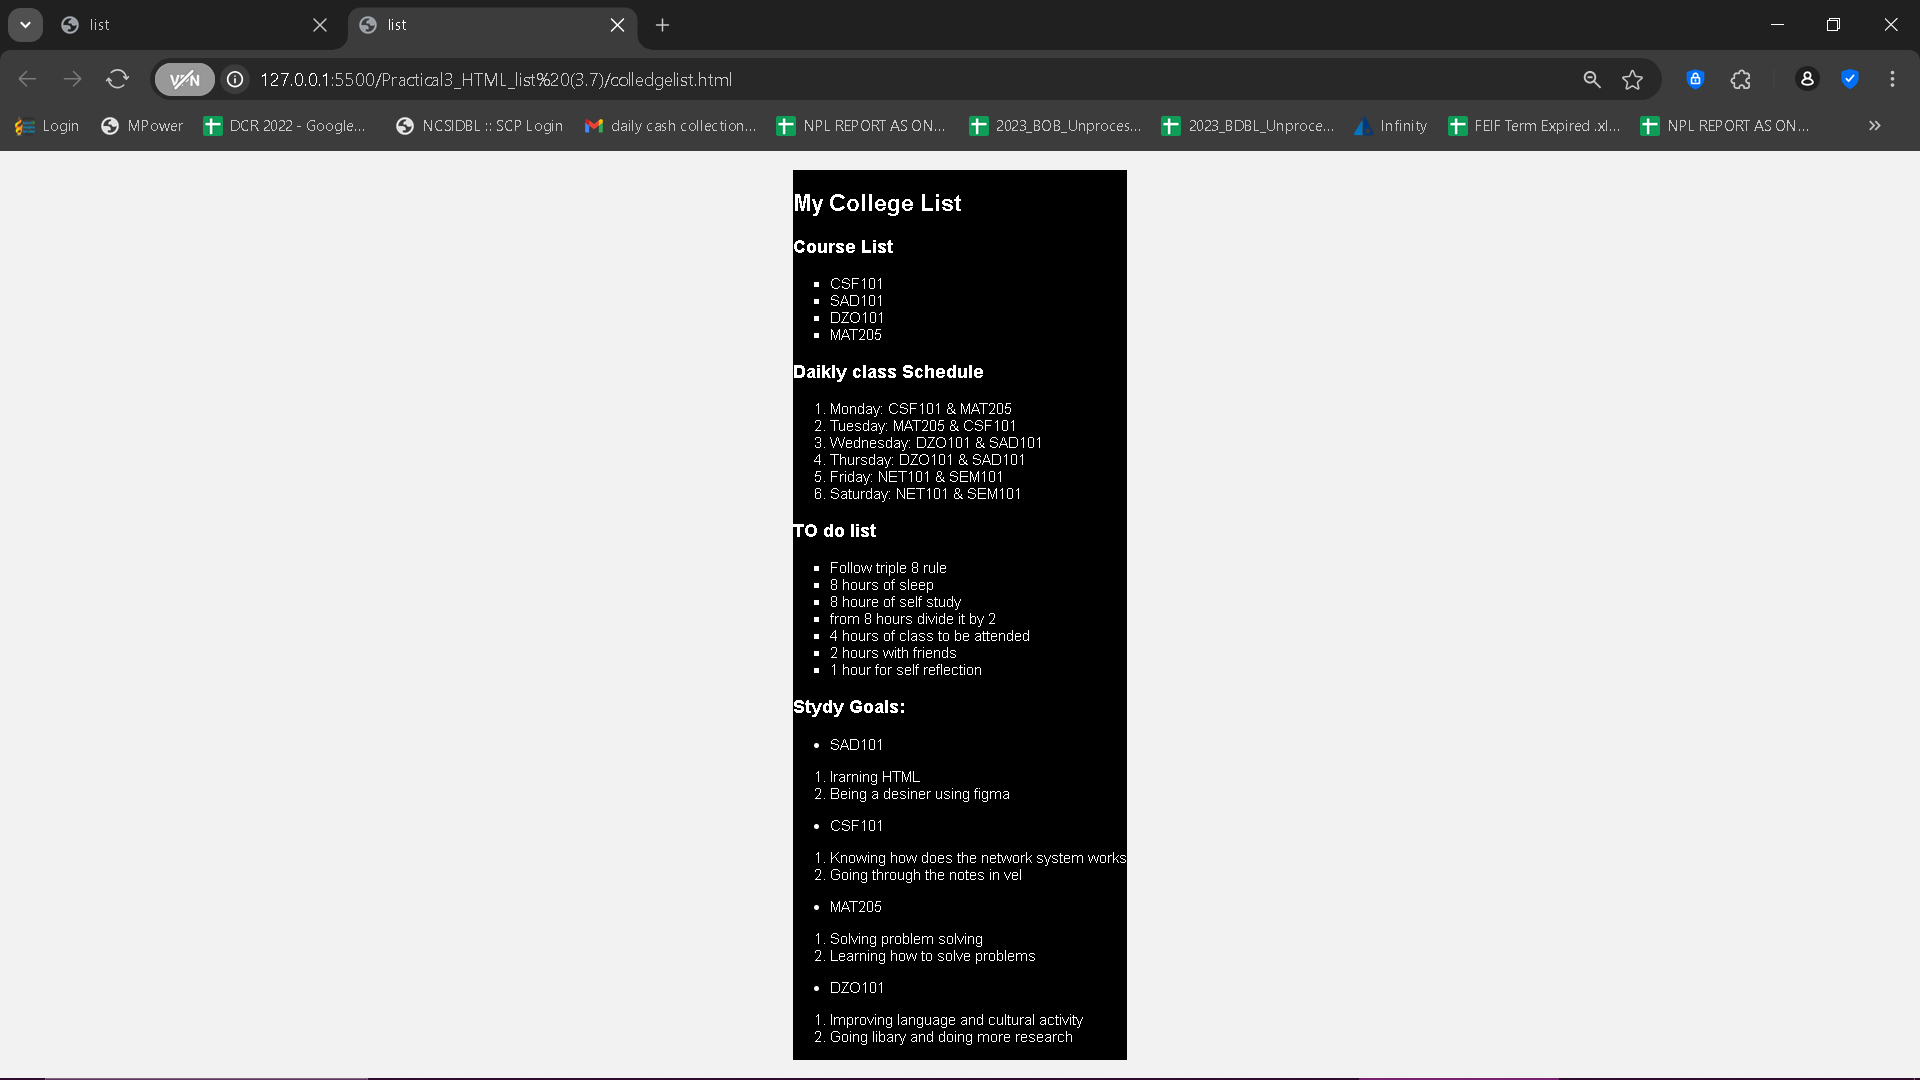 list
list
VPN
127.0.0.1:5500/Practical3_HTML_list%20(3.7)/colledgelist.html
Login
MPower
DCR 2022 - Google...
NCSIDBL :: SCP Login
daily cash collection...
NPL REPORT AS ON...
2023_BOB_Unproces...
2023_BDBL_Unproce...
Infinity
FEIF Term Expired .xl...
NPL REPORT AS ON...
My College List
Course List
CSF101
SAD101
DZO101
MAT205
Daikly class Schedule
1. Monday: CSF101 & MAT205
2. Tuesday: MAT205 & CSF101
3. Wednesday: DZO101 & SAD101
4. Thursday: DZO101 & SAD101
5. Friday: NET101 & SEM101
6. Saturday: NET101 & SEM101
TO do list
Follow triple 8 rule
8 hours of sleep
8 houre of self study
from 8 hours divide it by 2
4 hours of class to be attended
2 hours with friends
1 hour for self reflection
Stydy Goals:
SAD101
1. lrarning HTML
2. Being a desiner using figma
CSF101
1. Knowing how does the network system works
2. Going through the notes in vel
MAT205
1. Solving problem solving
2. Learning how to solve problems
DZO101
1. Improving language and cultural activity
2. Going libary and doing more research